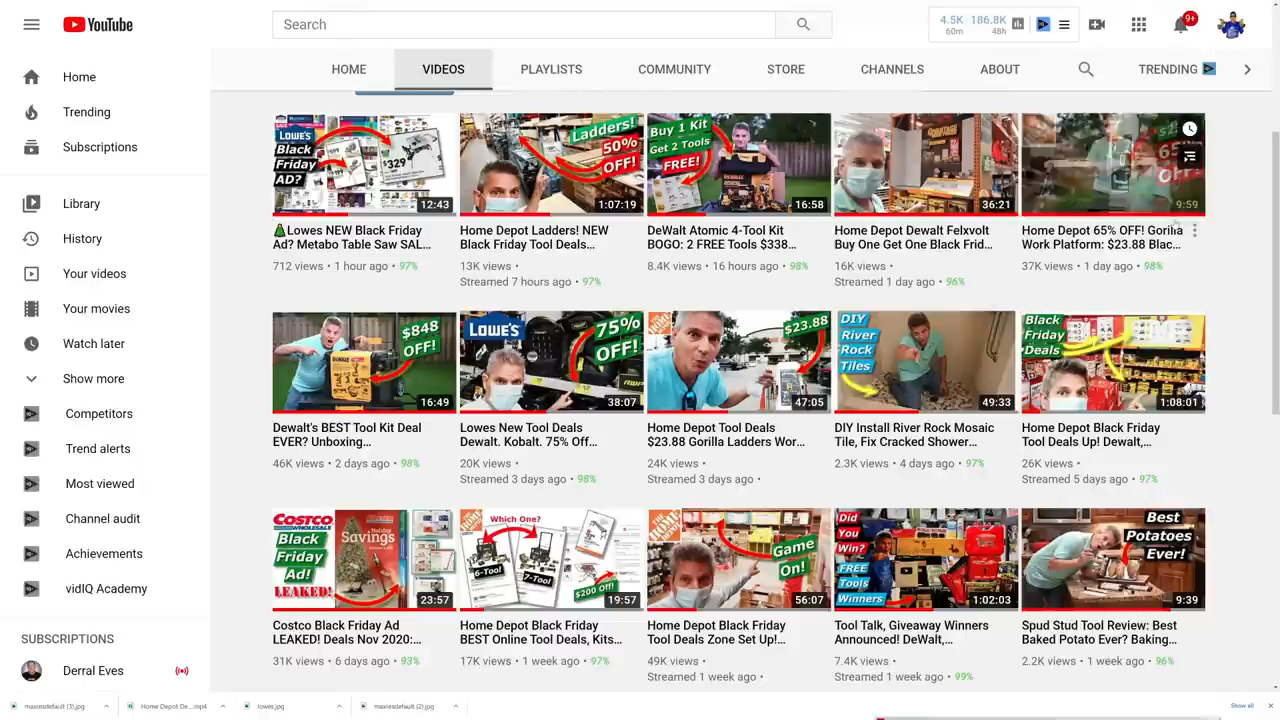 YouTube
Search
4.5K 186.8K
60m 48h
9+
HOME VIDEOS PLAYLISTS COMMUNITY STORE CHANNELS ABOUT TRENDING
Home
Trending
Subscriptions
Library
History
Your videos
Your movies
Watch later
Show more
Competitors
Trend alerts
Most viewed
Channel audit
Achievements
vidIQ Academy
SUBSCRIPTIONS
Derral Eves
LOWE'S
Black
Friday
AD?
$329
12:43
🎄Lowes NEW Black Friday
Ad? Metabo Table Saw SAL...
712 views • 1 hour ago • 97%
Ladders!
50%
OFF!
1:07:19
Home Depot Ladders! NEW
Black Friday Tool Deals...
13K views •
Streamed 7 hours ago • 97%
Buy 1 Kit
Get 2 Tools
FREE!
16:58
DeWalt Atomic 4-Tool Kit
BOGO: 2 FREE Tools $338...
8.4K views • 16 hours ago • 98%
36:21
Home Depot Dewalt Felxvolt
Buy One Get One Black Frid...
16K views •
Streamed 1 day ago • 96%
65%
OFF!
9:59
Home Depot 65% OFF! Gorilla
Work Platform: $23.88 Blac...
37K views • 1 day ago • 98%
$848
OFF!
16:49
Dewalt's BEST Tool Kit Deal
EVER? Unboxing...
46K views • 2 days ago • 98%
LOWE'S
75%
OFF!
38:07
Lowes New Tool Deals
Dewalt. Kobalt. 75% Off...
20K views •
Streamed 3 days ago • 98%
$23.88
47:05
Home Depot Tool Deals
$23.88 Gorilla Ladders Wor...
24K views •
Streamed 3 days ago •
DIY
River
Rock
Tiles
49:33
DIY Install River Rock Mosaic
Tile, Fix Cracked Shower...
2.3K views • 4 days ago • 97%
Black
Friday
Deals
1:08:01
Home Depot Black Friday
Tool Deals Up! Dewalt,...
26K views •
Streamed 5 days ago • 97%
COSTCO
WHOLESALE
Black
Friday
Ad!
LEAKED!
Holiday
Savings
23:57
Costco Black Friday Ad
LEAKED! Deals Nov 2020:...
31K views • 6 days ago • 93%
Which One?
6-Tool
7-Tool
$200 Off!
19:57
Home Depot Black Friday
BEST Online Tool Deals, Kits...
17K views • 1 week ago • 97%
Game
On!
56:07
Home Depot Black Friday
Tool Deals Zone Set Up!...
49K views •
Streamed 1 week ago •
Did
You
Win?
FREE
Tools
Winners
1:02:03
Tool Talk, Giveaway Winners
Announced! DeWalt,...
7.4K views •
Streamed 1 week ago • 99%
Best
Potatoes
Ever!
9:39
Spud Stud Tool Review: Best
Baked Potato Ever? Baking...
2.2K views • 1 week ago • 96%
maxresdefault (3).jpg
Home Depot De....mp4
lowes.jpg
maxresdefault (2).jpg
Show all